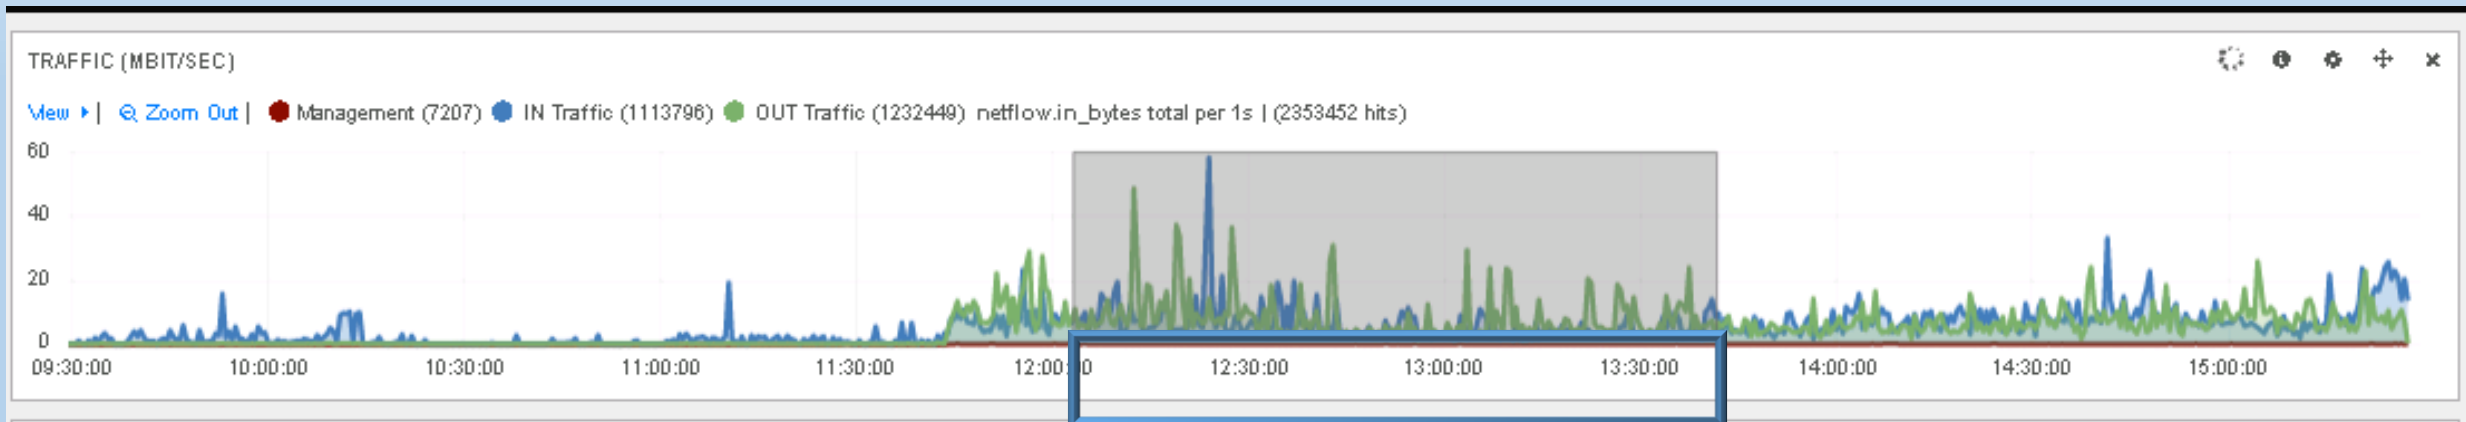 TRAFFIC (MBIT/SEC)
View | Zoom Out | Management (7207) IN Traffic (1113796) OUT Traffic (1232449) netflow.in_bytes total per 1s | (2353452 hits)
60
40
20
0
09:30:00 10:00:00 10:30:00 11:00:00 11:30:00 12:00:00 12:30:00 13:00:00 13:30:00 14:00:00 14:30:00 15:00:00